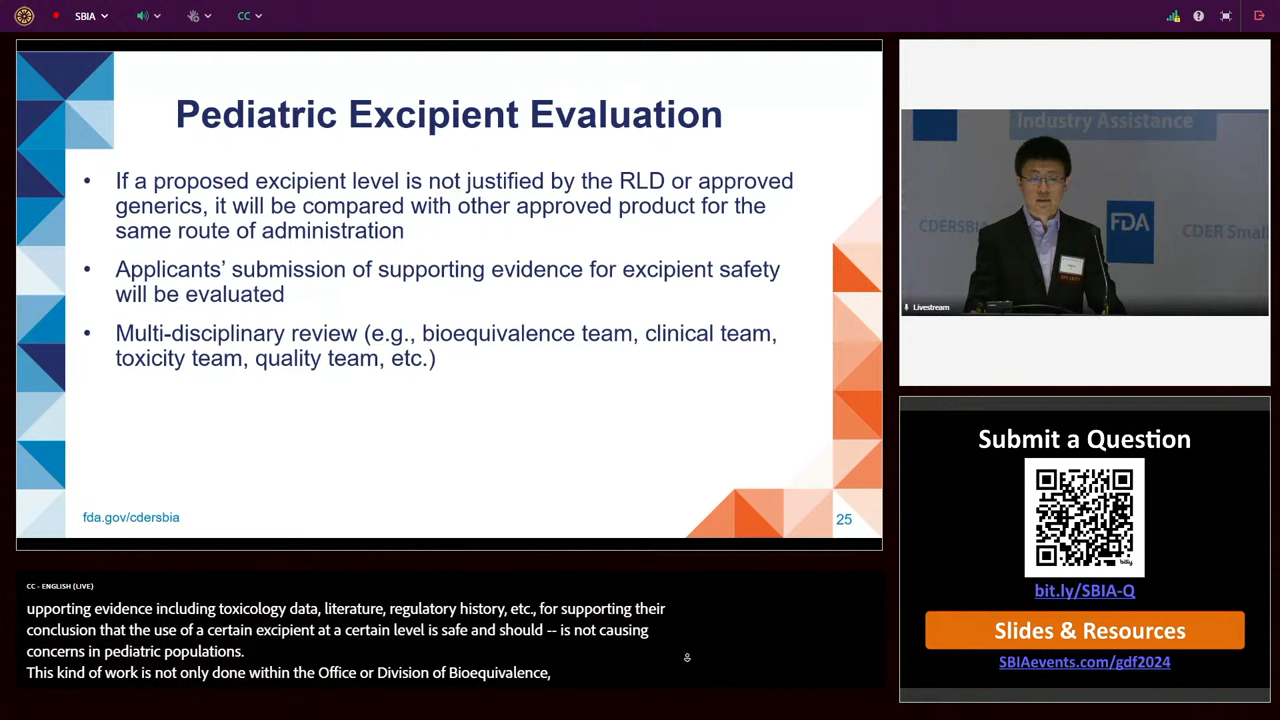 SBIA
CC
Pediatric Excipient Evaluation
• If a proposed excipient level is not justified by the RLD or approved
generics, it will be compared with other approved product for the
same route of administration
• Applicants’ submission of supporting evidence for excipient safety
will be evaluated
• Multi-disciplinary review (e.g., bioequivalence team, clinical team,
toxicity team, quality team, etc.)
fda.gov/cdersbia
25
Industry Assistance
CDERSBI
FDA
CDER Smal
Livestream
Submit a Question
bitly
bit.ly/SBIA-Q
Slides & Resources
SBIAevents.com/gdf2024
CC - ENGLISH (LIVE)
upporting evidence including toxicology data, literature, regulatory history, etc., for supporting their
conclusion that the use of a certain excipient at a certain level is safe and should -- is not causing
concerns in pediatric populations.
This kind of work is not only done within the Office or Division of Bioequivalence,